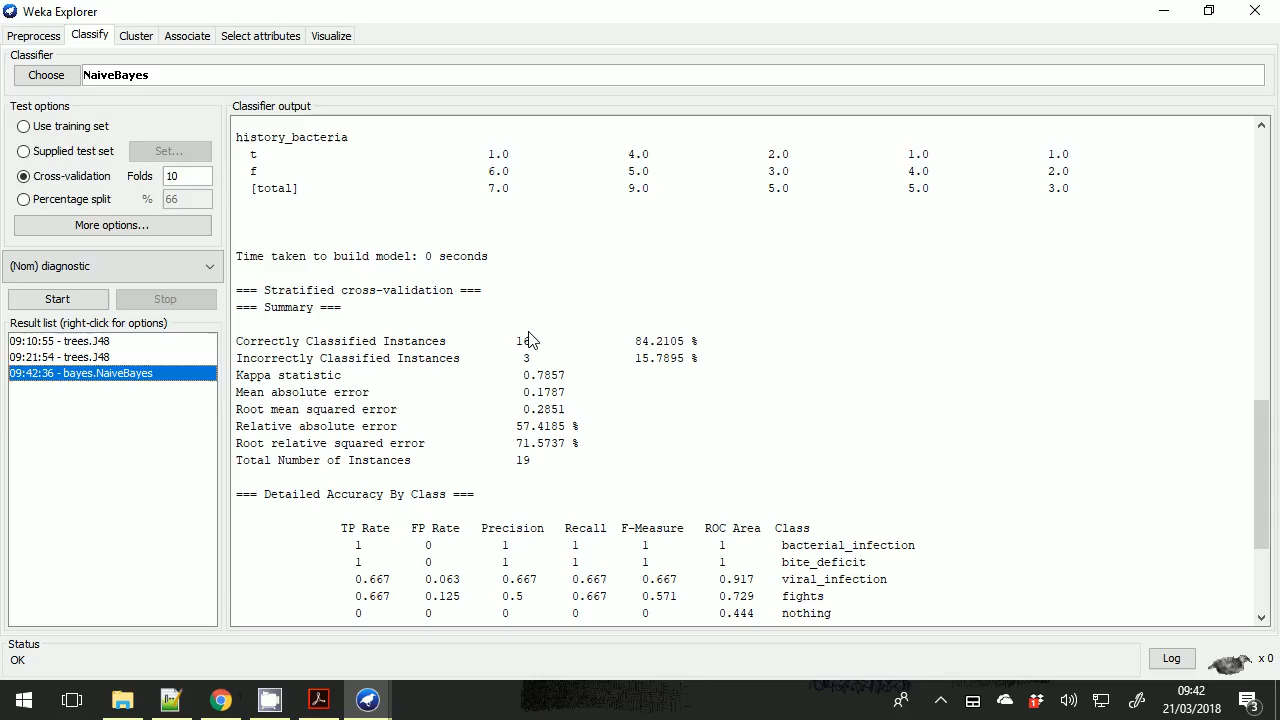 Weka Explorer
Preprocess Classify Cluster Associate Select attributes Visualize
Classifier
Choose NaiveBayes
Test options
Use training set
Supplied test set Set...
Cross-validation Folds 10
Percentage split % 66
More options...
(Nom) diagnostic
Start Stop
Result list (right-click for options)
09:10:55 - trees.J48
09:21:54 - trees.J48
09:42:36 - bayes.NaiveBayes
Classifier output
history_bacteria
t 1.0 4.0 2.0 1.0 1.0
f 6.0 5.0 3.0 4.0 2.0
[total] 7.0 9.0 5.0 5.0 3.0
Time taken to build model: 0 seconds
=== Stratified cross-validation ===
=== Summary ===
Correctly Classified Instances 16 84.2105 %
Incorrectly Classified Instances 3 15.7895 %
Kappa statistic 0.7857
Mean absolute error 0.1787
Root mean squared error 0.2851
Relative absolute error 57.4185 %
Root relative squared error 71.5737 %
Total Number of Instances 19
=== Detailed Accuracy By Class ===
TP Rate FP Rate Precision Recall F-Measure ROC Area Class
1 0 1 1 1 1 bacterial_infection
1 0 1 1 1 1 bite_deficit
0.667 0.063 0.667 0.667 0.667 0.917 viral_infection
0.667 0.125 0.5 0.667 0.571 0.729 fights
0 0 0 0 0 0.444 nothing
Status
OK
Log x 0
09:42
21/03/2018
1
3